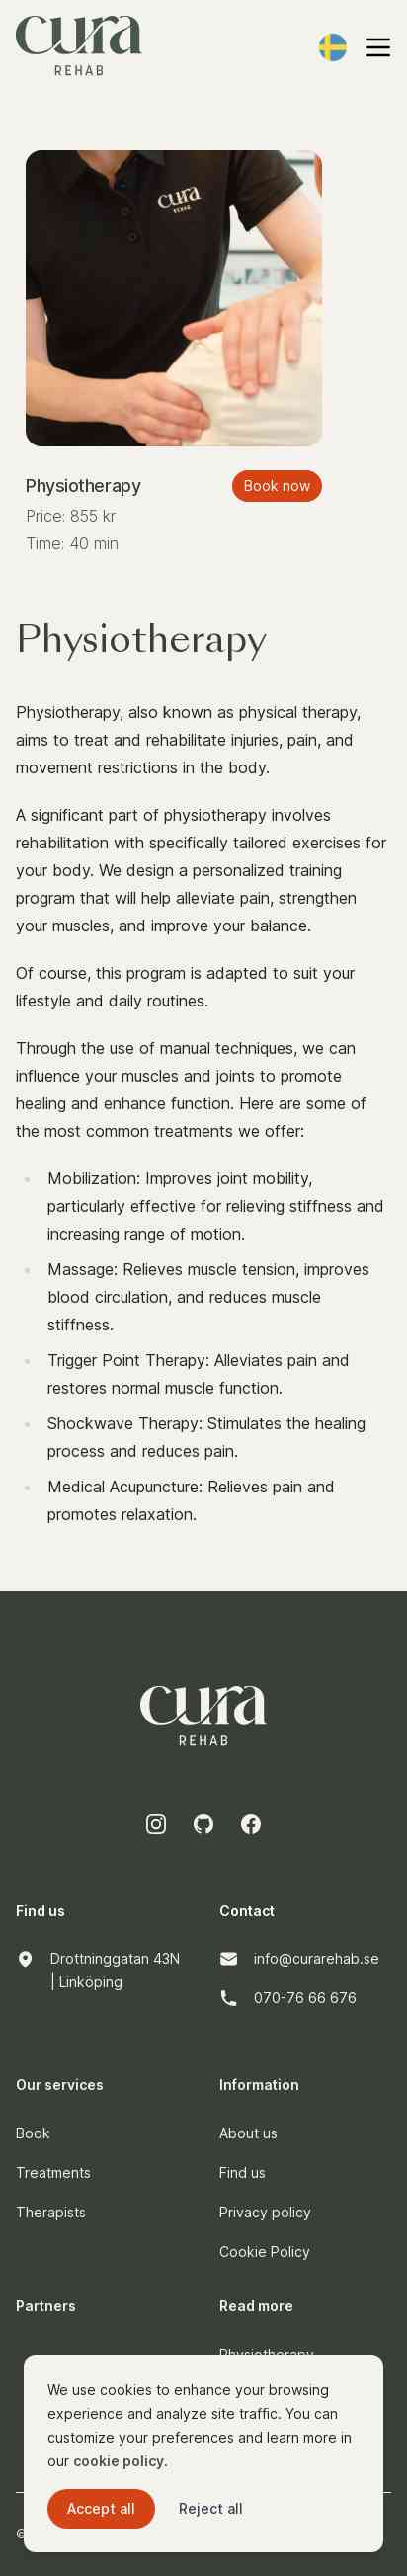 cura
REHAB
cura
REHAB
Physiotherapy
Book now
Price: 855 kr
Time: 40 min
Physiotherapy
Physiotherapy, also known as physical therapy,
aims to treat and rehabilitate injuries, pain, and
movement restrictions in the body.
A significant part of physiotherapy involves
rehabilitation with specifically tailored exercises for
your body. We design a personalized training
program that will help alleviate pain, strengthen
your muscles, and improve your balance.
Of course, this program is adapted to suit your
lifestyle and daily routines.
Through the use of manual techniques, we can
influence your muscles and joints to promote
healing and enhance function. Here are some of
the most common treatments we offer:
Mobilization: Improves joint mobility,
particularly effective for relieving stiffness and
increasing range of motion.
Massage: Relieves muscle tension, improves
blood circulation, and reduces muscle
stiffness.
Trigger Point Therapy: Alleviates pain and
restores normal muscle function.
Shockwave Therapy: Stimulates the healing
process and reduces pain.
Medical Acupuncture: Relieves pain and
promotes relaxation.
cura
REHAB
Find us
Drottninggatan 43N
| Linköping
Contact
info@curarehab.se
070-76 66 676
Our services
Book
Treatments
Therapists
Information
About us
Find us
Privacy policy
Cookie Policy
Partners
Read more
Physiotherapy
We use cookies to enhance your browsing
experience and analyze site traffic. You can
customize your preferences and learn more in
our cookie policy.
Accept all
Reject all
©